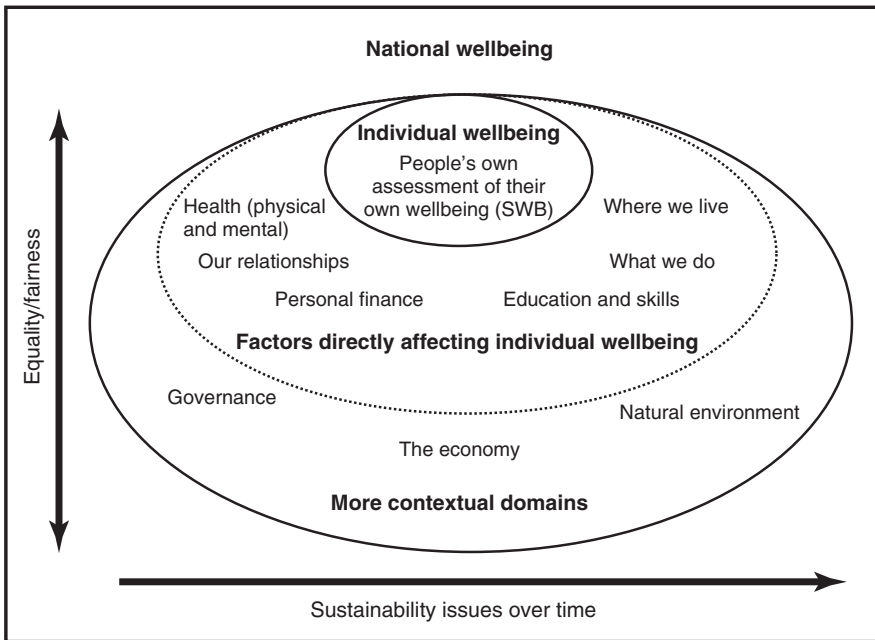 National wellbeing
Individual wellbeing
People’s own
assessment of their
own wellbeing (SWB)
Health (physical
and mental)
Where we live
Our relationships
What we do
Personal finance
Education and skills
Factors directly affecting individual wellbeing
Governance
Natural environment
The economy
More contextual domains
Equality/fairness
Sustainability issues over time